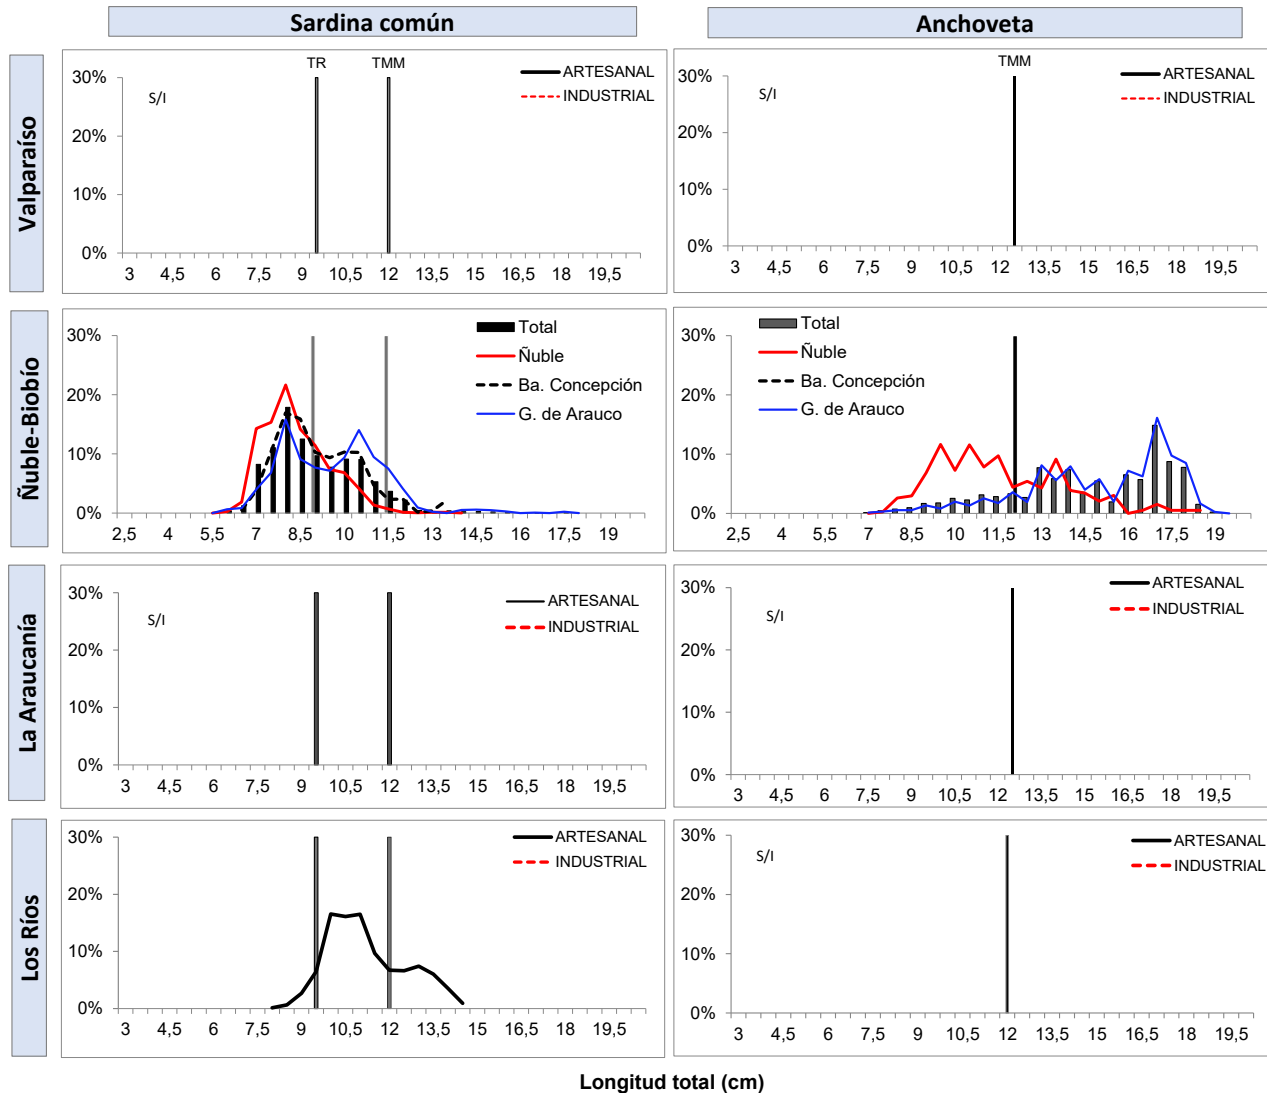 Sardina común
Anchoveta
Valparaíso
TR TMM
ARTESANAL
INDUSTRIAL
S/I
30%
20%
10%
0%
3 4,5 6 7,5 9 10,5 12 13,5 15 16,5 18 19,5
TMM
ARTESANAL
INDUSTRIAL
S/I
30%
20%
10%
0%
3 4,5 6 7,5 9 10,5 12 13,5 15 16,5 18 19,5
Ñuble-Biobío
Total
Ñuble
Ba. Concepción
G. de Arauco
30%
20%
10%
0%
2,5 4 5,5 7 8,5 10 11,5 13 14,5 16 17,5 19
Total
Ñuble
Ba. Concepción
G. de Arauco
30%
20%
10%
0%
2,5 4 5,5 7 8,5 10 11,5 13 14,5 16 17,5 19
La Araucanía
ARTESANAL
INDUSTRIAL
S/I
30%
20%
10%
0%
3 4,5 6 7,5 9 10,5 12 13,5 15 16,5 18 19,5
ARTESANAL
INDUSTRIAL
S/I
30%
20%
10%
0%
3 4,5 6 7,5 9 10,5 12 13,5 15 16,5 18 19,5
Los Ríos
ARTESANAL
INDUSTRIAL
30%
20%
10%
0%
3 4,5 6 7,5 9 10,5 12 13,5 15 16,5 18 19,5
ARTESANAL
INDUSTRIAL
S/I
30%
20%
10%
0%
3 4,5 6 7,5 9 10,5 12 13,5 15 16,5 18 19,5
Longitud total (cm)